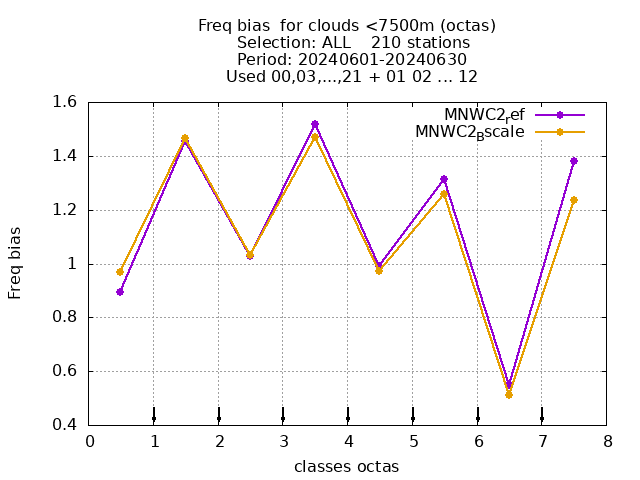 Freq bias  for clouds <7500m (octas)
Selection: ALL    210 stations
Period: 20240601-20240630
Used 00,03,...,21 + 01 02 ... 12
MNWC2_ref
MNWC2_Bscale
1.6
1.4
1.2
1
0.8
0.6
0.4
Freq bias
0 1 2 3 4 5 6 7 8
classes octas